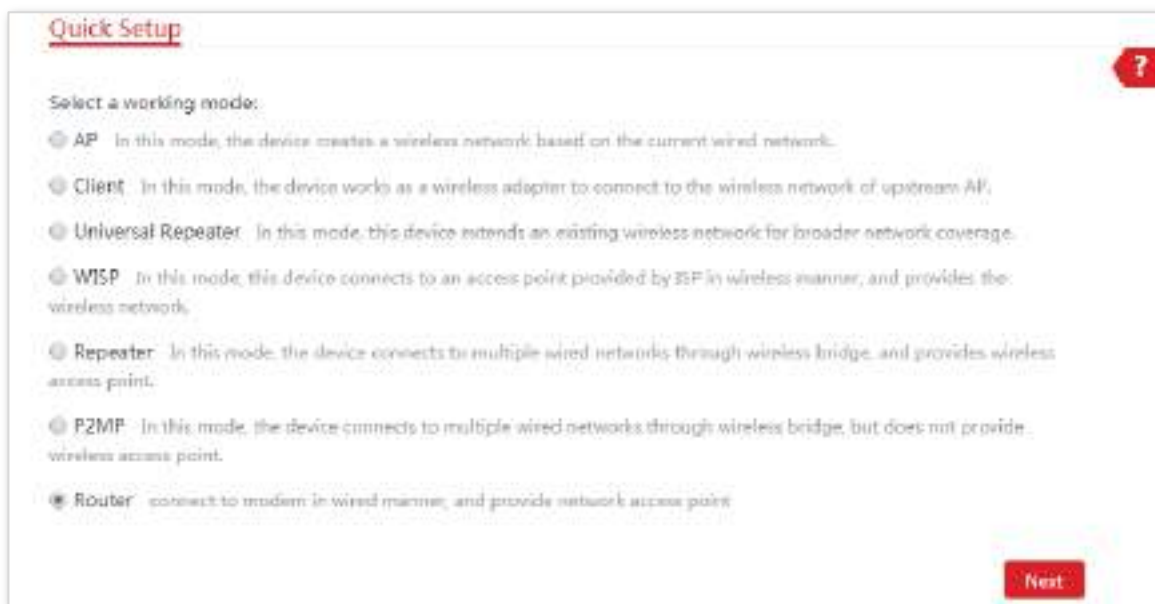 Quick Setup
?
Select a working mode:
AP In this mode, the device creates a wireless network based on the current wired network.
Client In this mode, the device works as a wireless adapter to connect to the wireless network of upstream AP.
Universal Repeater In this mode, this device extends an existing wireless network for broader network coverage.
WISP In this mode, this device connects to an access point provided by ISP in wireless manner, and provides the
wireless network.
Repeater In this mode, the device connects to multiple wired networks through wireless bridge, and provides wireless
access point.
P2MP In this mode, the device connects to multiple wired networks through wireless bridge, but does not provide
wireless access point.
Router connect to modem in wired manner, and provide network access point
Next